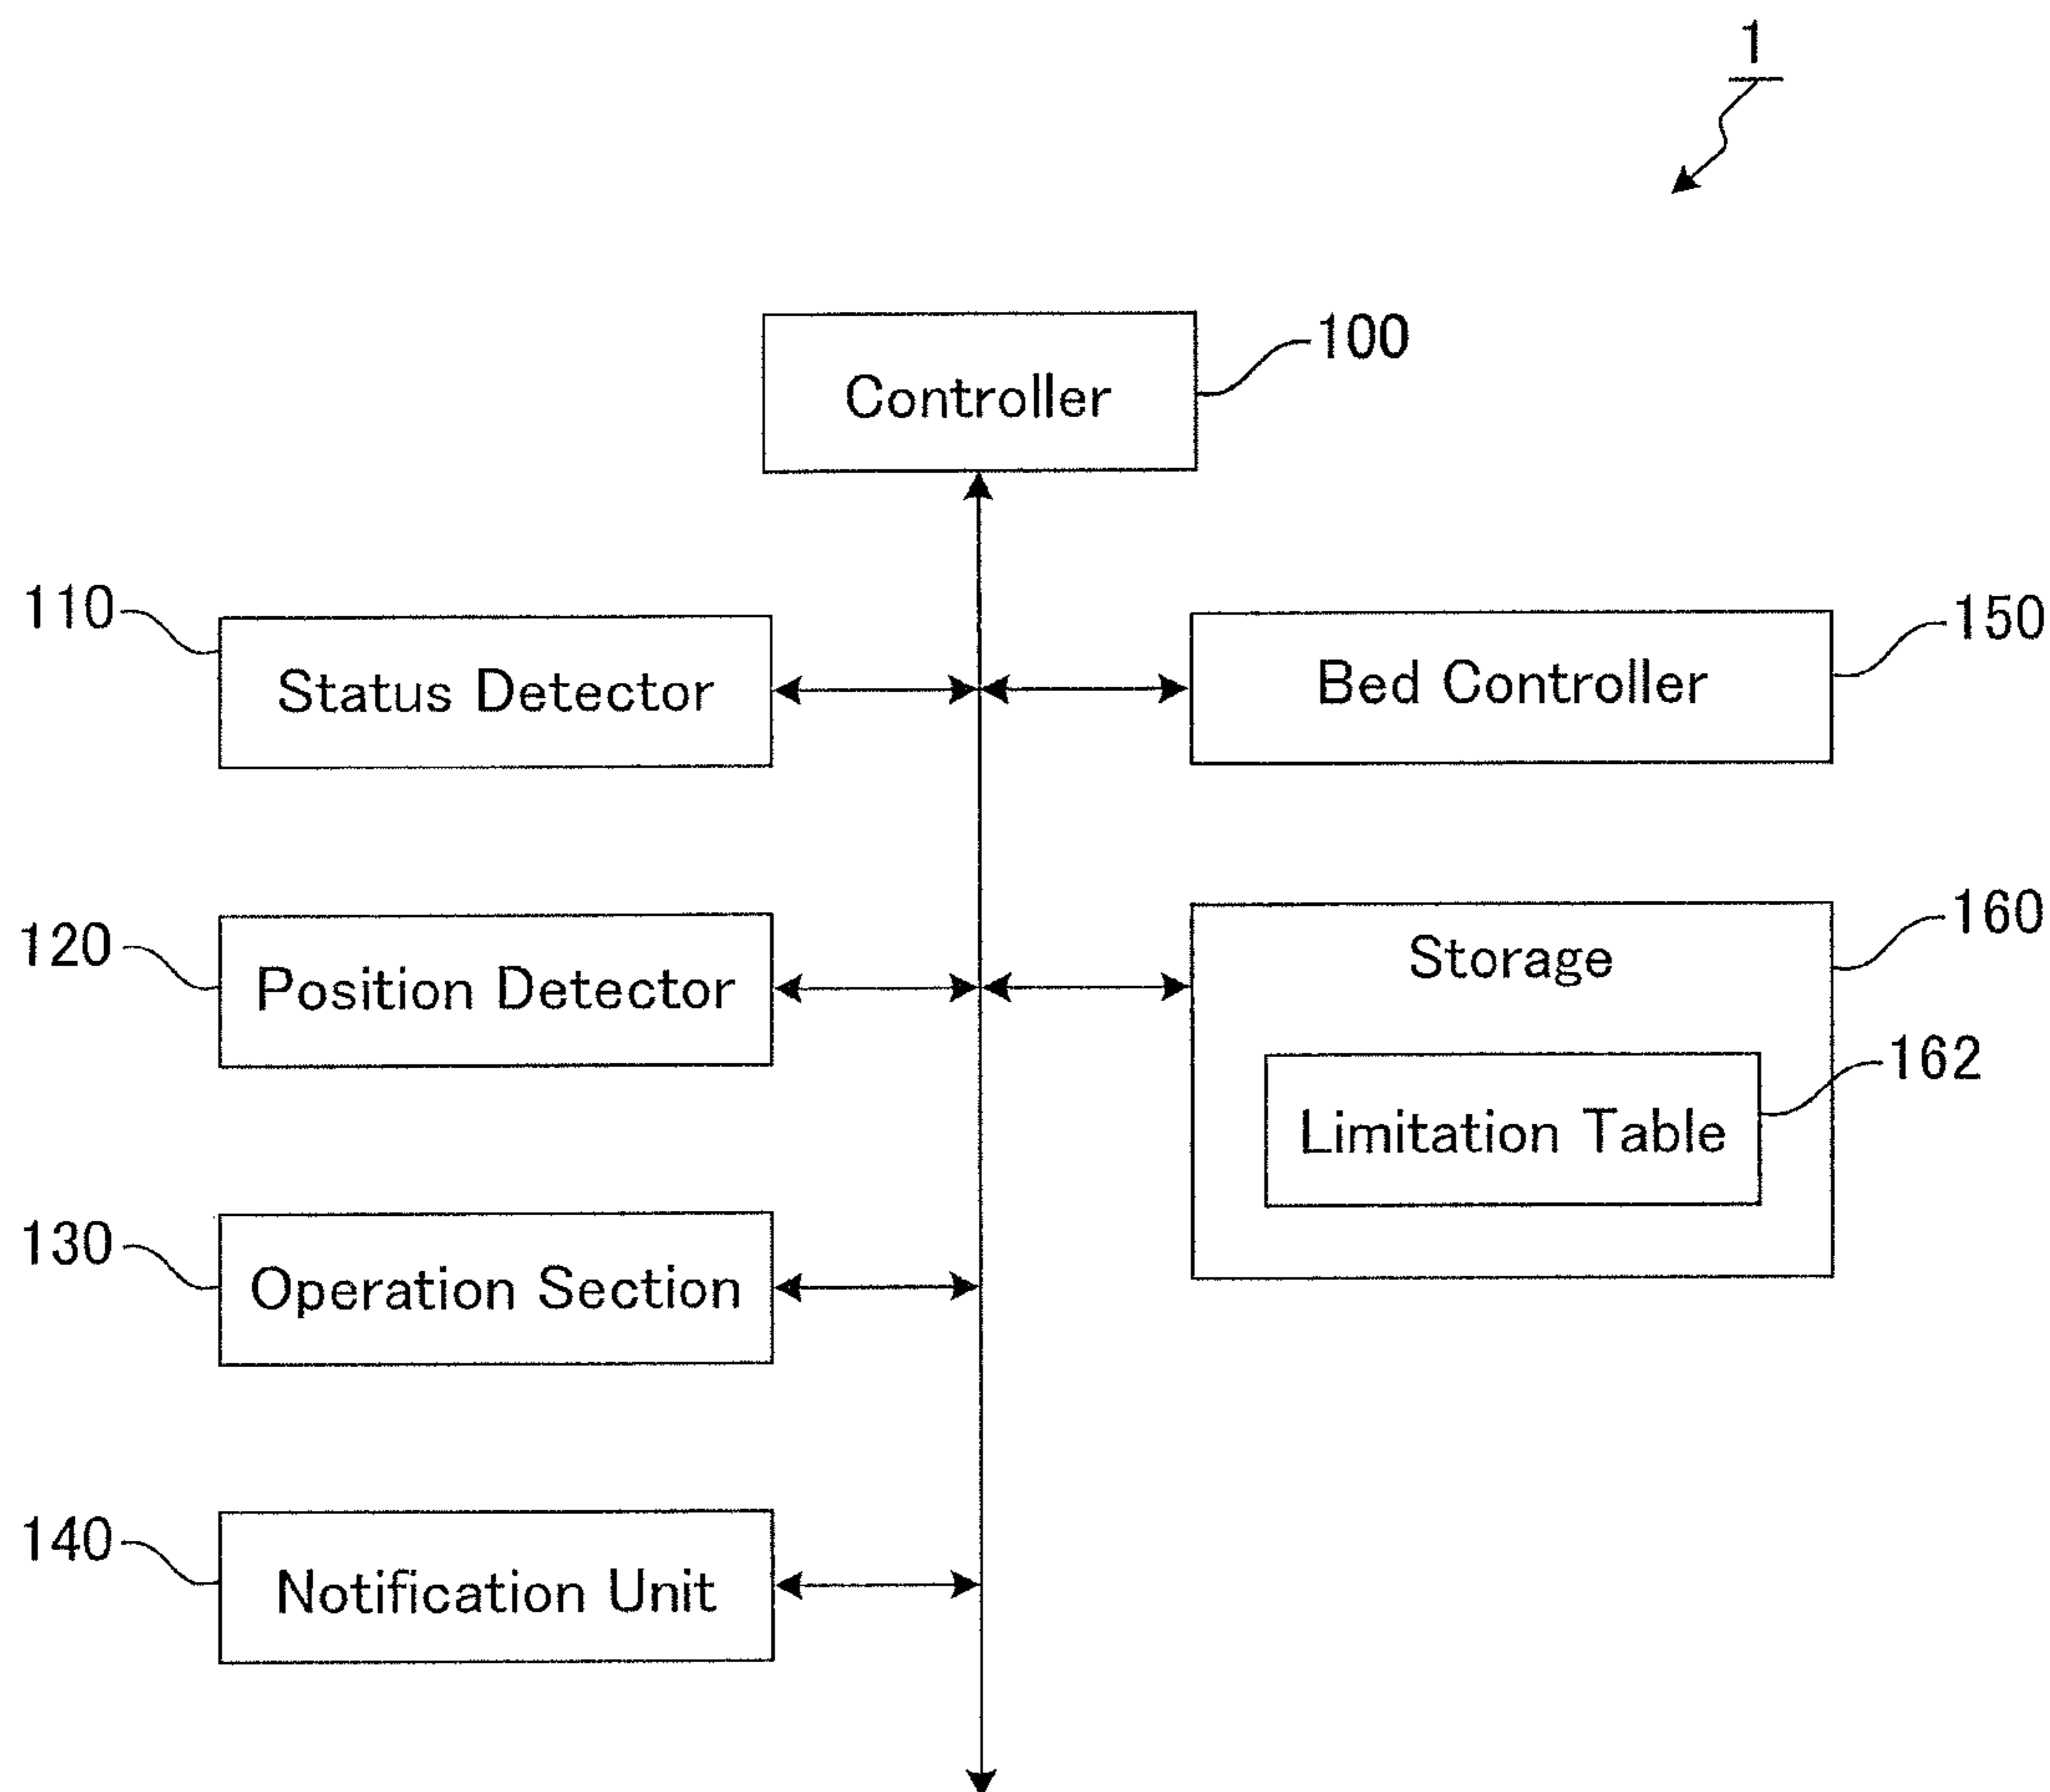 1
Controller
100
110
Status Detector
Bed Controller
150
120
Position Detector
Storage
160
Limitation Table
162
130
Operation Section
140
Notification Unit